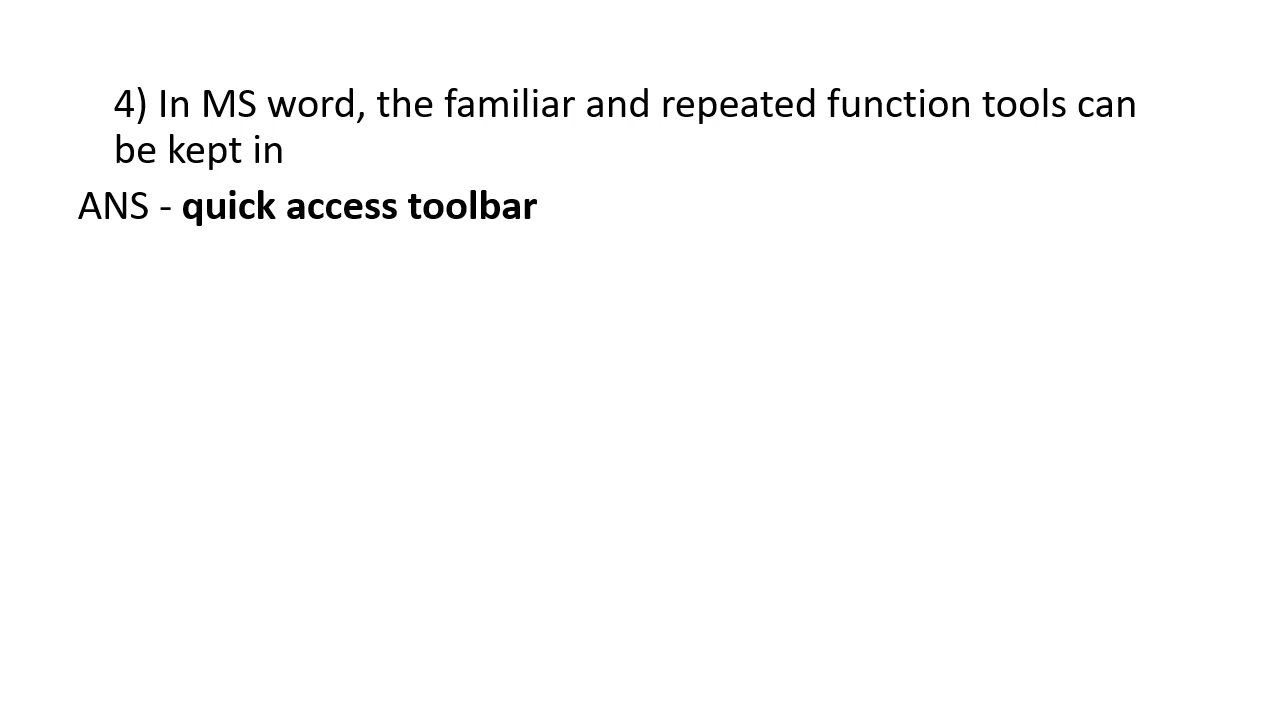 4) In MS word, the familiar and repeated function tools can
be kept in
ANS - quick access toolbar